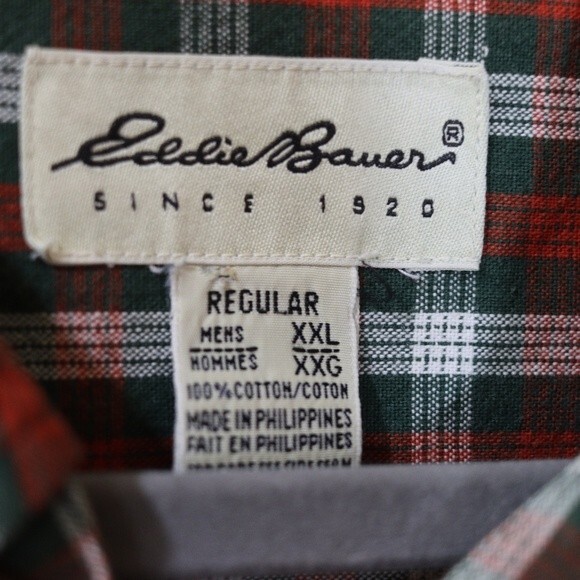 Eddie Bauer®
SINCE 1920
REGULAR
MENS XXL
HOMMES XXG
100% COTTON/COTON
MADE IN PHILIPPINES
FAIT EN PHILIPPINES